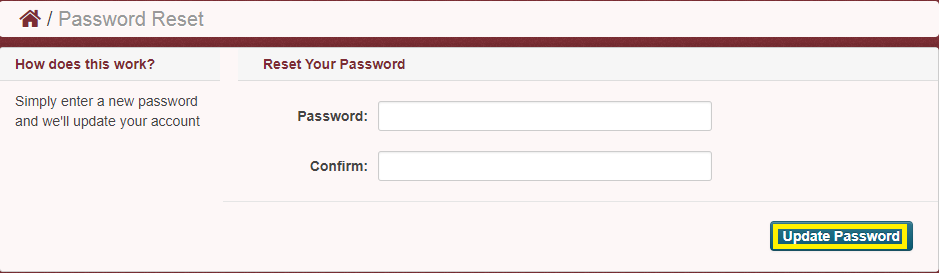 / Password Reset
How does this work?
Simply enter a new password
and we'll update your account
Reset Your Password
Password:
Confirm:
Update Password